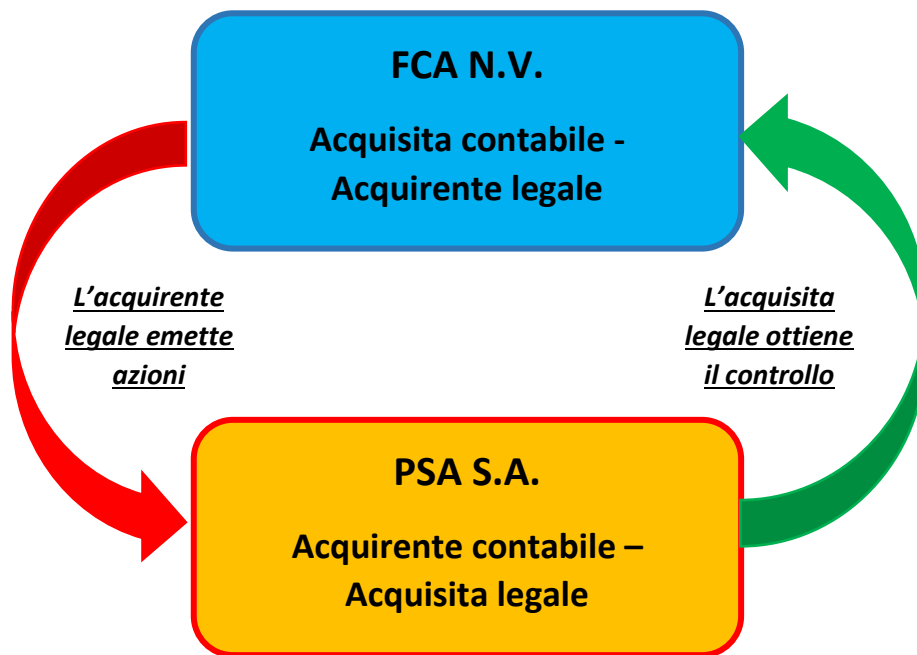 FCA N.V.
Acquisita contabile -
Acquirente legale
L’acquirente
legale emette
azioni
L’acquisita
legale ottiene
il controllo
PSA S.A.
Acquirente contabile –
Acquisita legale